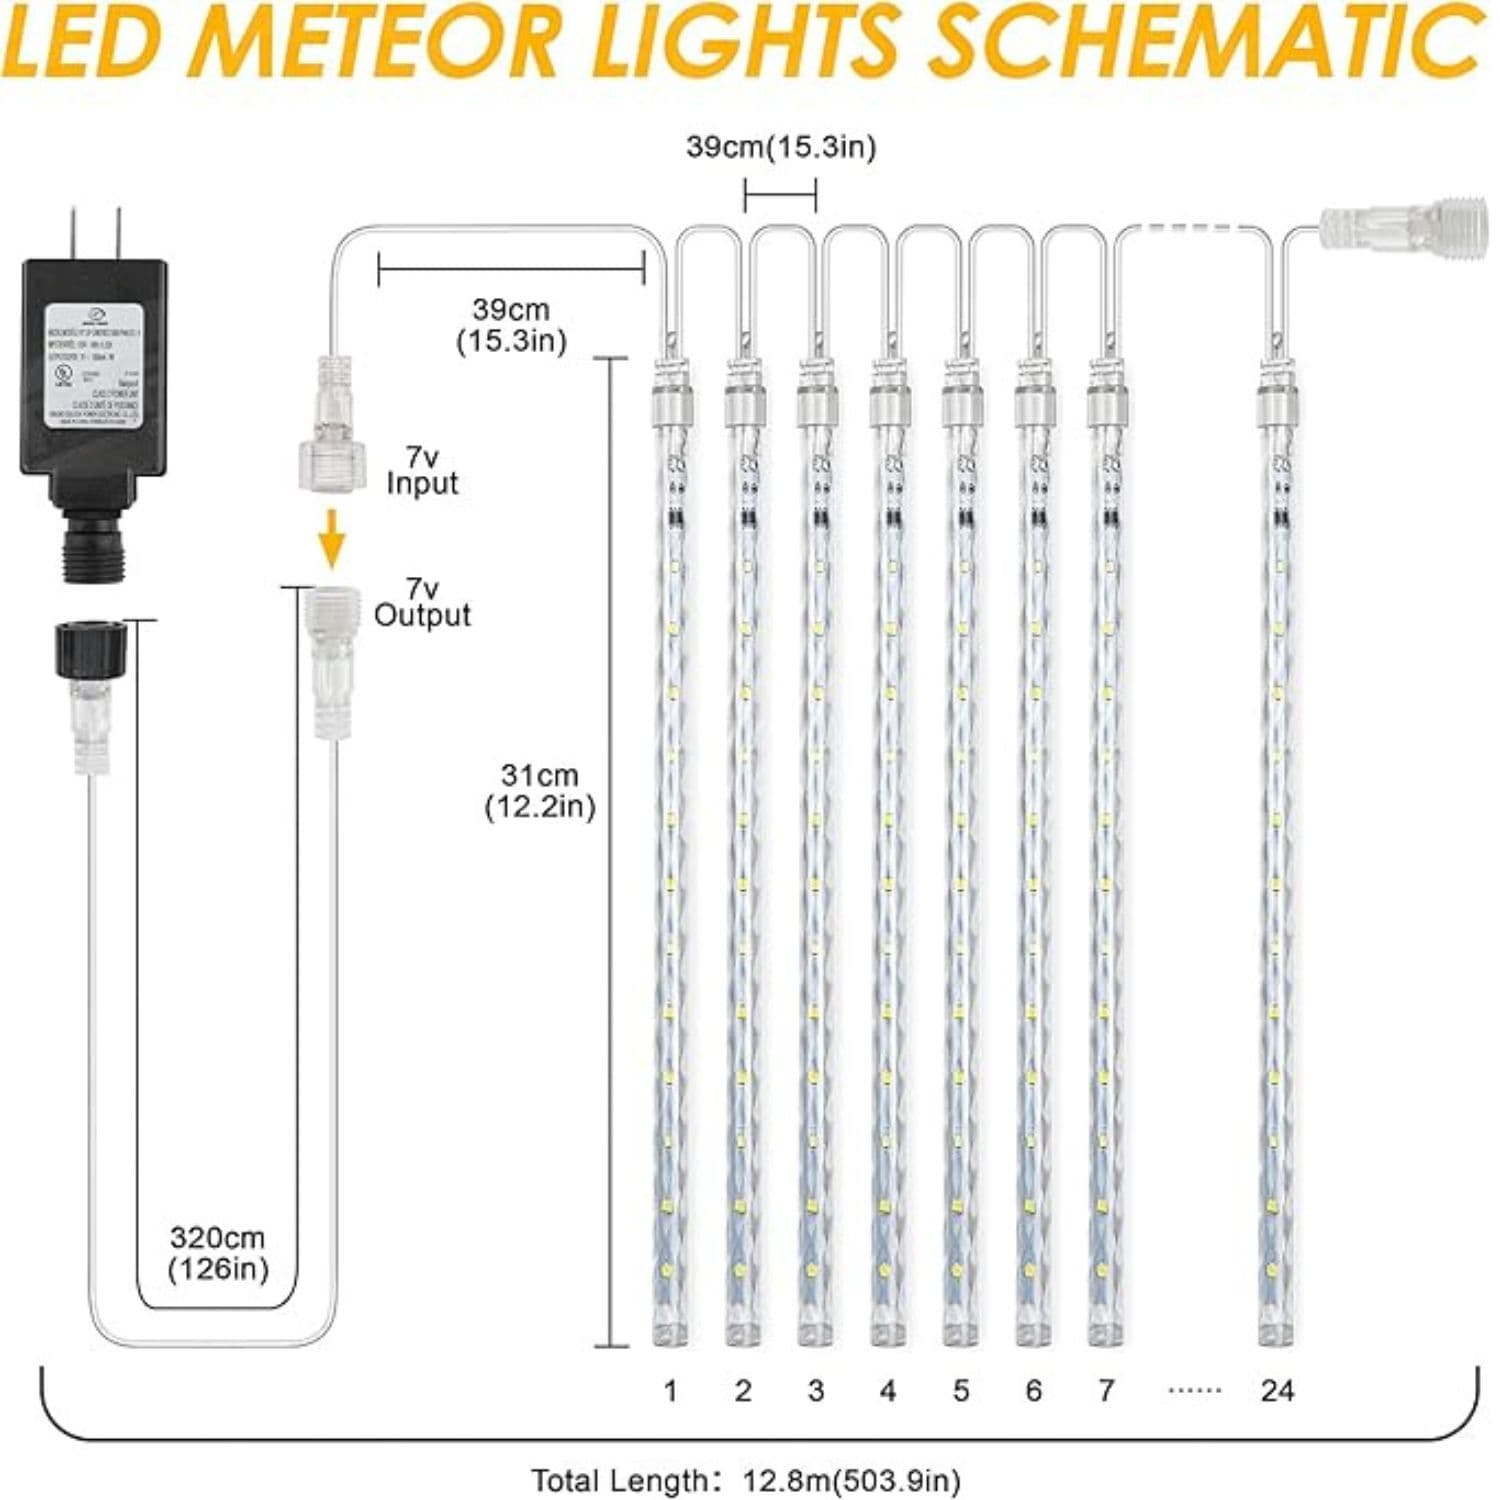 LED METEOR LIGHTS SCHEMATIC
39cm(15.3in)
39cm
(15.3in)
7v
Input
7v
Output
31cm
(12.2in)
320cm
(126in)
1 2 3 4 5 6 7 ...... 24
Total Length: 12.8m(503.9in)